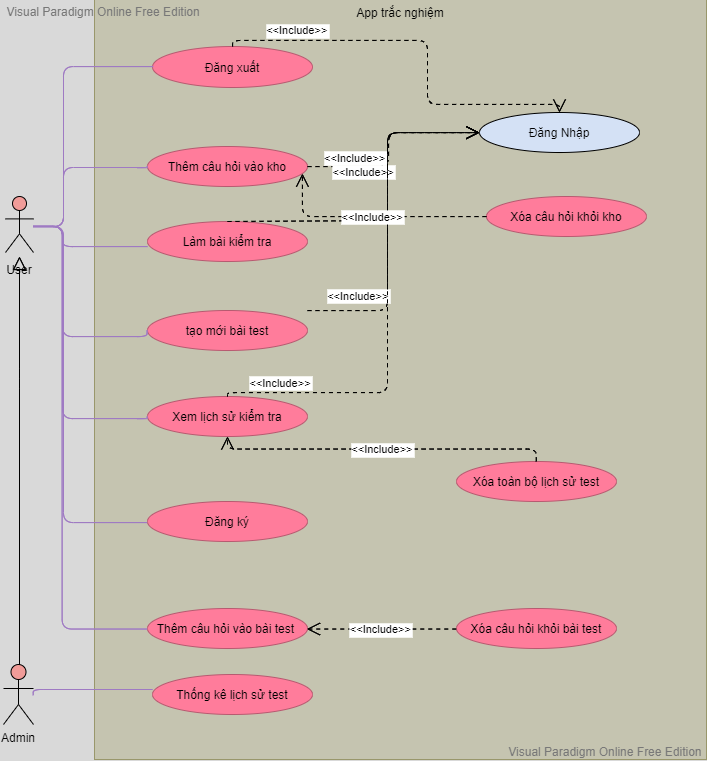 Visual Paradigm Online Free Edition
App trắc nghiệm
<<Include>>
Đăng xuất
Đăng Nhập
<<Include>>
Thêm câu hỏi vào kho
<<Include>>
<<Include>>
Xóa câu hỏi khỏi kho
Làm bài kiểm tra
User
<<Include>>
tạo mới bài test
<<Include>>
Xem lịch sử kiểm tra
<<Include>>
Xóa toàn bộ lịch sử test
Đăng ký
Thêm câu hỏi vào bài test
<<Include>>
Xóa câu hỏi khỏi bài test
Thống kê lịch sử test
Admin
Visual Paradigm Online Free Edition